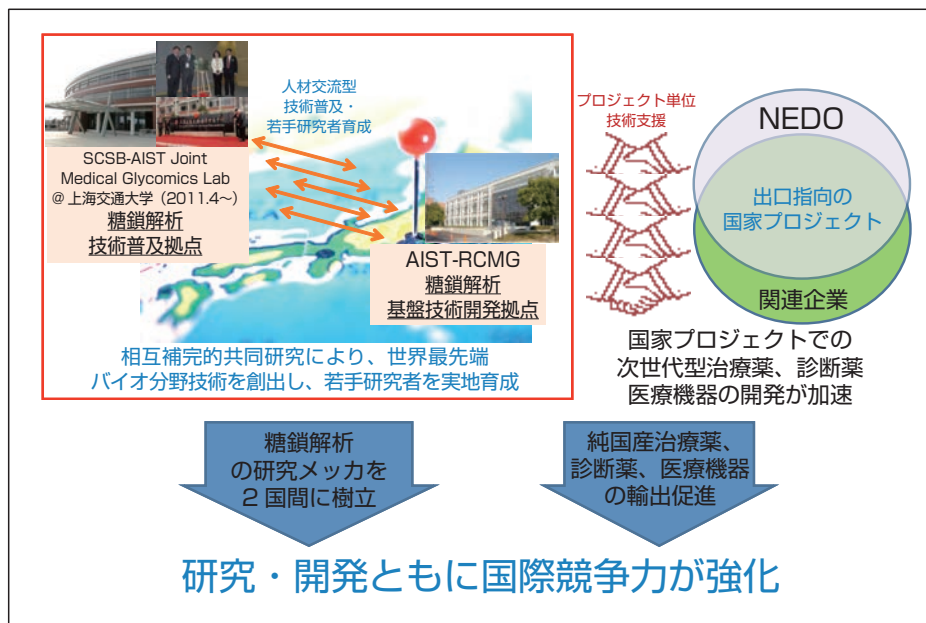 人材交流型
技術普及・
若手研究者育成
SCSB-AIST Joint
Medical Glycomics Lab
@上海交通大学（2011.4～）
糖鎖解析
技術普及拠点
AIST-RCMG
糖鎖解析
基盤技術開発拠点
相互補完的共同研究により、世界最先端
バイオ分野技術を創出し、若手研究者を実地育成
プロジェクト単位
技術支援
NEDO
出口指向の
国家プロジェクト
関連企業
国家プロジェクトでの
次世代型治療薬、診断薬
医療機器の開発が加速
糖鎖解析
の研究メッカを
2国間に樹立
純国産治療薬、
診断薬、医療機器
の輸出促進
研究・開発ともに国際競争力が強化